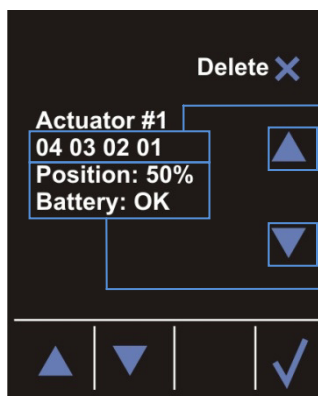 Delete
Actuator #1
04 03 02 01
Position: 50%
Battery: OK